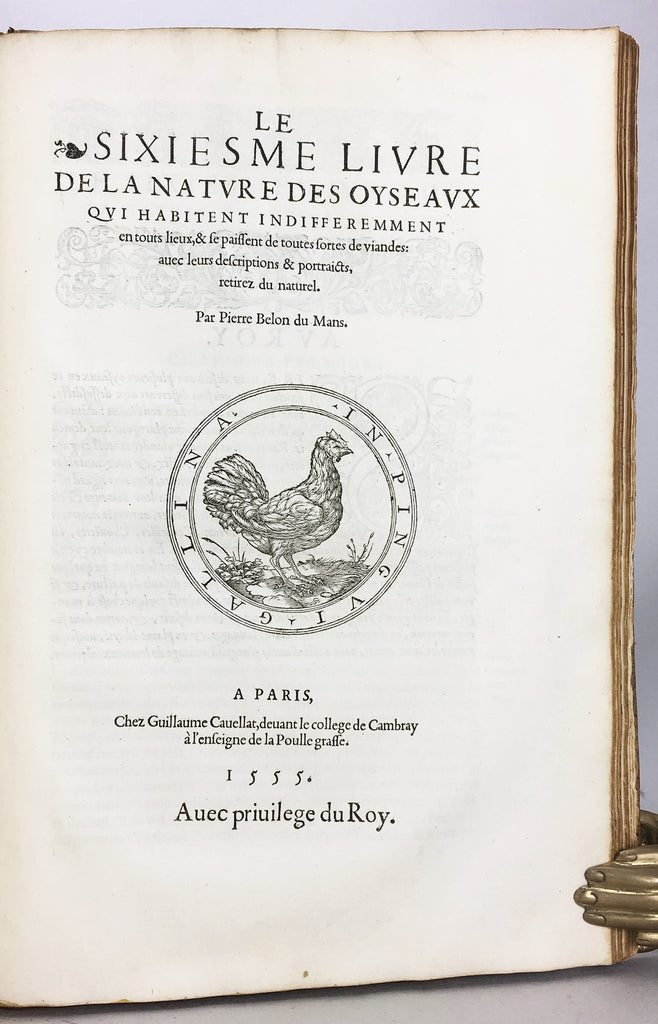 LE
SIXIESME LIVRE
DE LA NATVRE DES OYSEAVX
QVI HABITENT INDIFFEREMMENT
en touts lieux, & se paissent de toutes sortes de viandes:
auec leurs descriptions & portraicts,
retirez du naturel.
Par Pierre Belon du Mans.
IN PINGVI GALLINA
A PARIS,
Chez Guillaume Cauellat, deuant le college de Cambray
à l'enseigne de la Poulle grasse.
1555.
Auec priuilege du Roy.